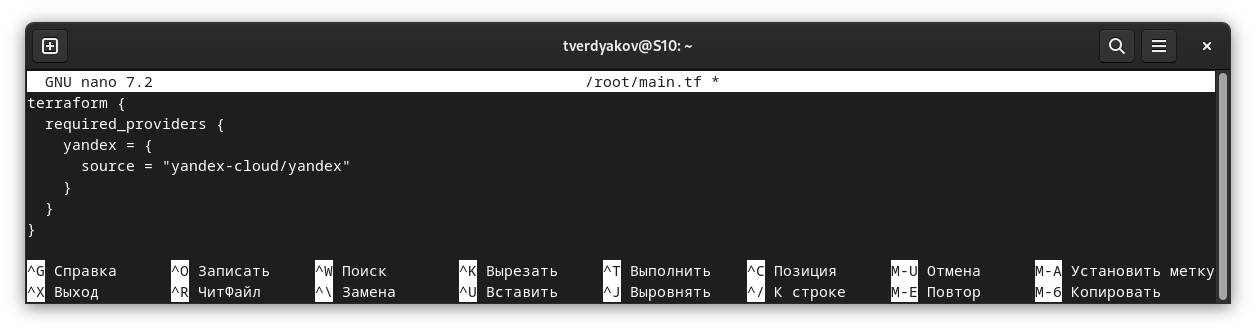 tverdyakov@S10: ~
GNU nano 7.2 /root/main.tf *
terraform {
  required_providers {
    yandex = {
      source = "yandex-cloud/yandex"
    }
  }
}
^G Справка ^O Записать ^W Поиск ^K Вырезать ^T Выполнить ^C Позиция M-U Отмена M-A Установить метку
^X Выход ^R ЧитФайл ^\ Замена ^U Вставить ^J Выровнять ^/ К строке M-E Повтор M-6 Копировать